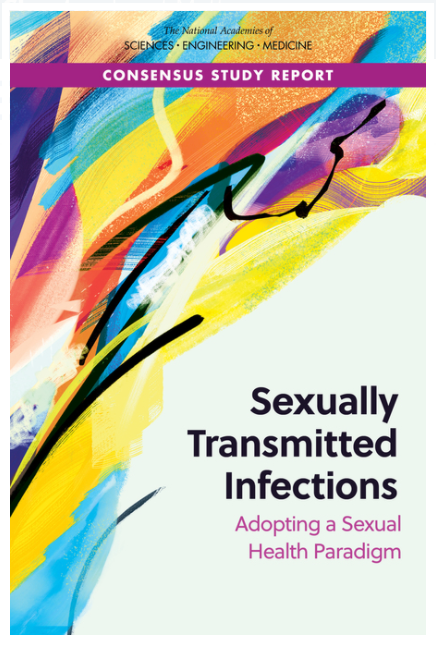 The National Academies of
SCIENCES · ENGINEERING · MEDICINE
CONSENSUS STUDY REPORT
Sexually
Transmitted
Infections
Adopting a Sexual
Health Paradigm